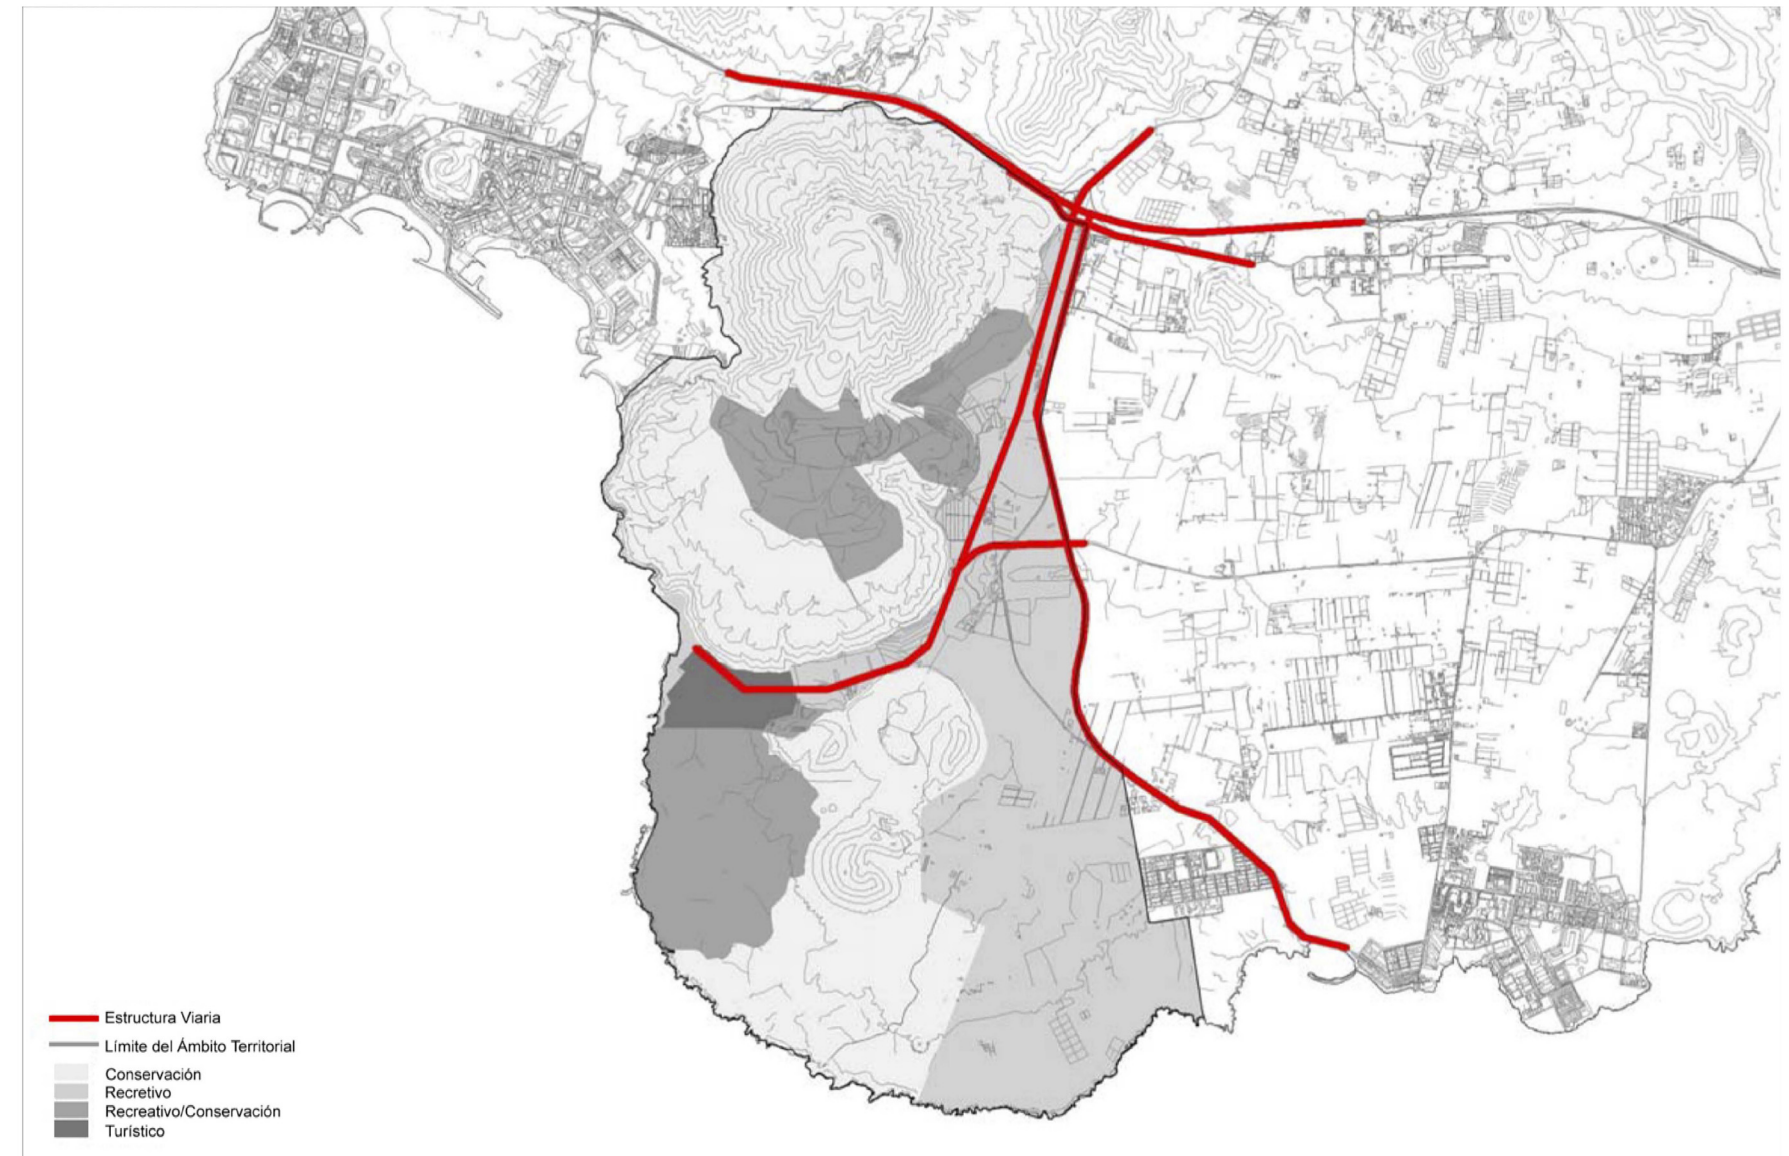 Estructura Viaria
Límite del Ámbito Territorial
Conservación
Recretivo
Recreativo/Conservación
Turístico